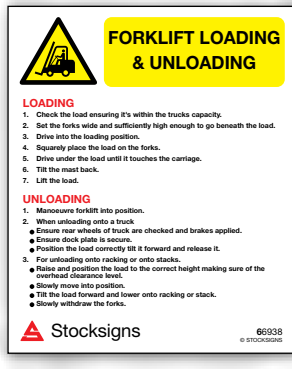 FORKLIFT LOADING
& UNLOADING
LOADING
1. Check the load ensuring it's within the trucks capacity.
2. Set the forks wide and sufficiently high enough to go beneath the load.
3. Drive into the loading position.
4. Squarely place the load on the forks.
5. Drive under the load until it touches the carriage.
6. Tilt the mast back.
7. Lift the load.
UNLOADING
1. Manoeuvre forklift into position.
2. When unloading onto a truck
● Ensure rear wheels of truck are checked and brakes applied.
● Ensure dock plate is secure.
● Position the load correctly tilt it forward and release it.
3. For unloading onto racking or onto stacks.
● Raise and position the load to the correct height making sure of the
overhead clearance level.
● Slowly move into position.
● Tilt the load forward and lower onto racking or stack.
● Slowly withdraw the forks.
Stocksigns
66938
© STOCKSIGNS